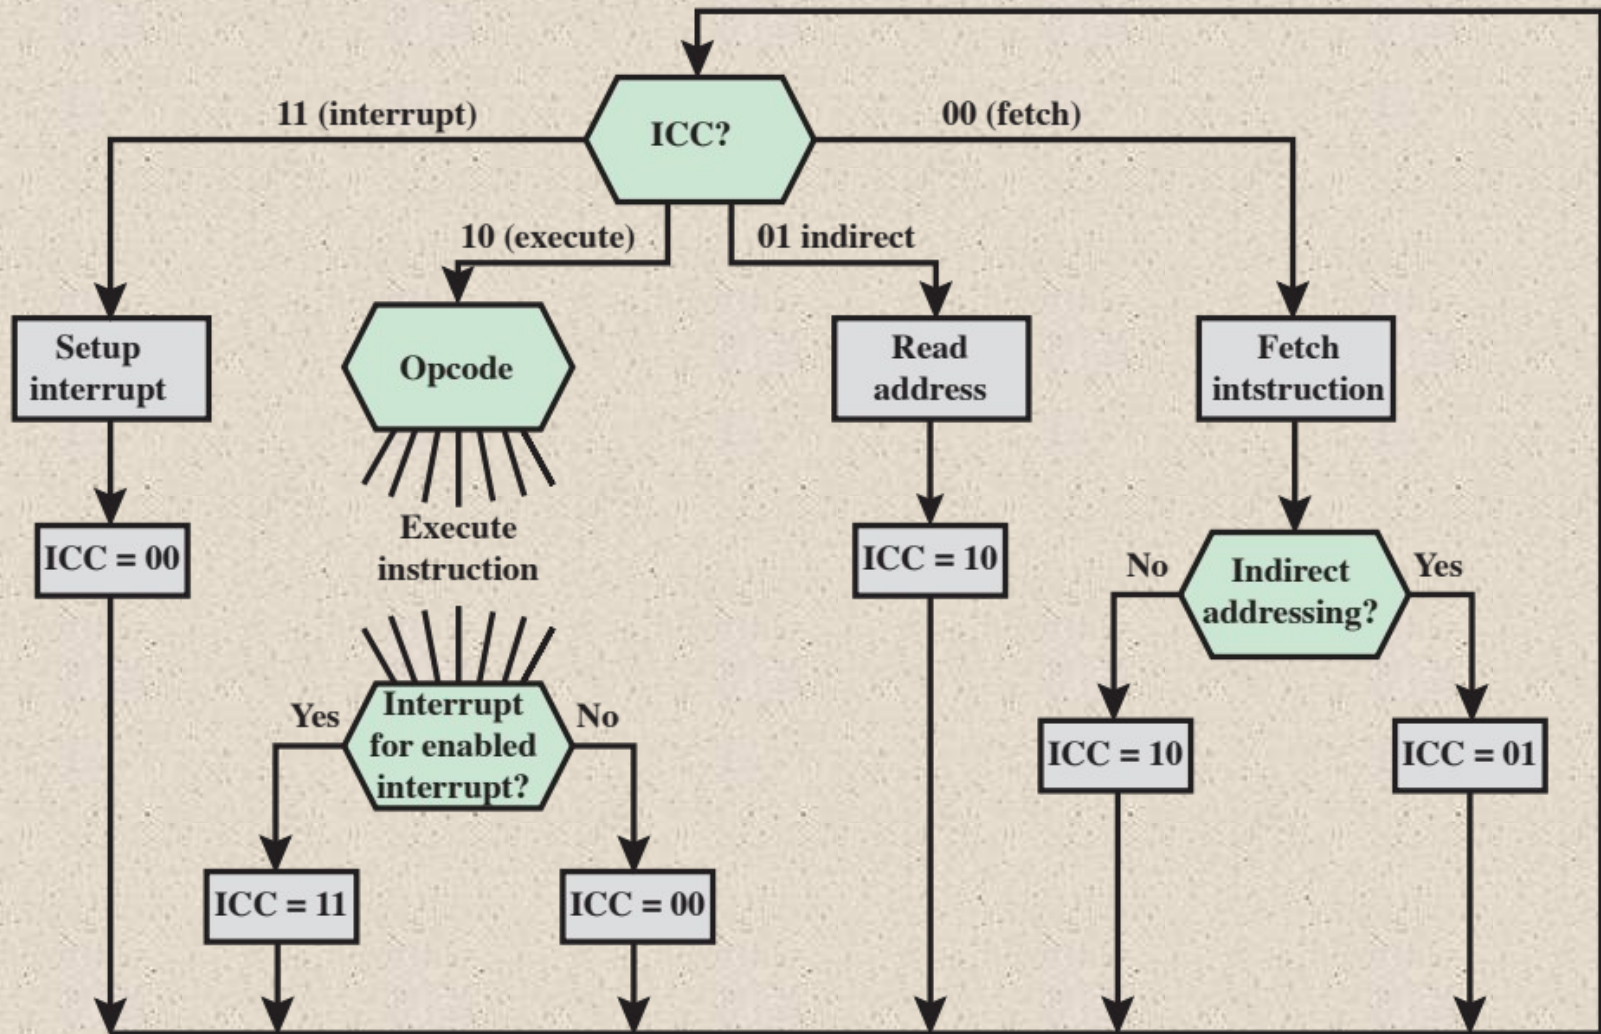 11 (interrupt)
ICC?
00 (fetch)
10 (execute)
01 indirect
Setup
interrupt
Opcode
Read
address
Fetch
intstruction
ICC = 00
Execute
instruction
ICC = 10
No
Indirect
addressing?
Yes
Yes
Interrupt
for enabled
interrupt?
No
ICC = 10
ICC = 01
ICC = 11
ICC = 00